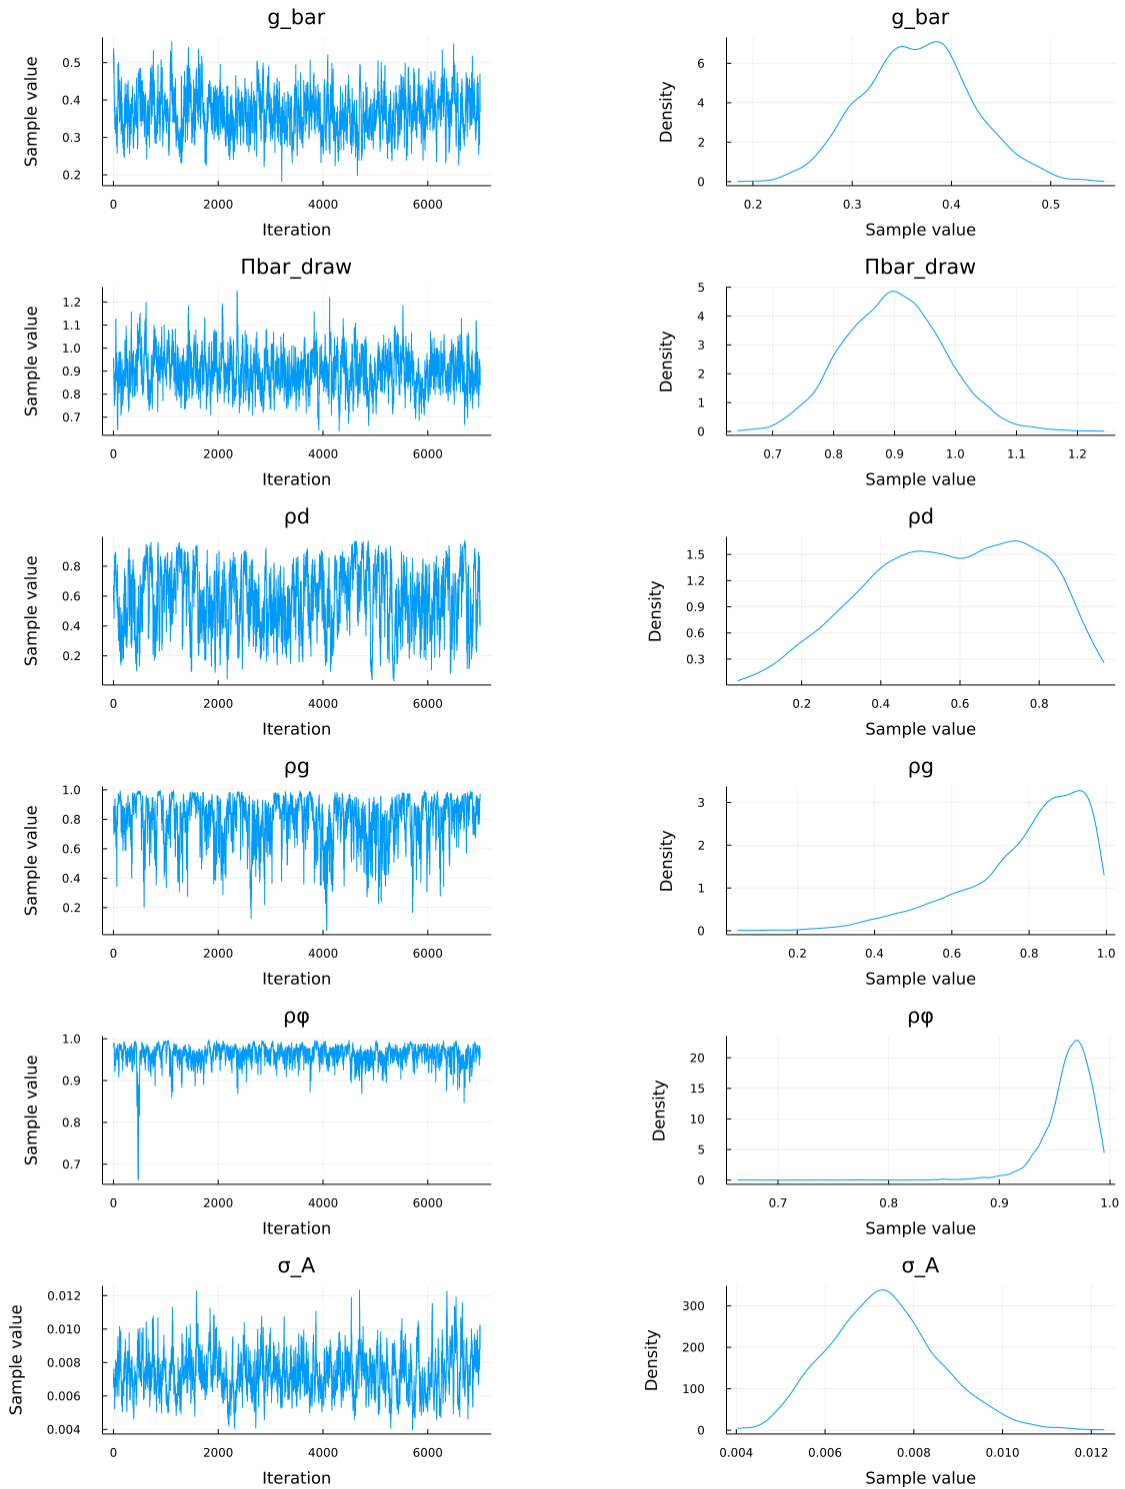 g_bar
g_bar
Sample value
0.5
0.4
0.3
0.2
0 2000 4000 6000
Iteration
Density
6
4
2
0
0.2 0.3 0.4 0.5
Sample value
Πbar_draw
Πbar_draw
Sample value
1.2
1.1
1.0
0.9
0.8
0.7
0 2000 4000 6000
Iteration
Density
5
4
3
2
1
0
0.7 0.8 0.9 1.0 1.1 1.2
Sample value
ρd
ρd
Sample value
0.8
0.6
0.4
0.2
0 2000 4000 6000
Iteration
Density
1.5
1.2
0.9
0.6
0.3
0.2 0.4 0.6 0.8
Sample value
ρg
ρg
Sample value
1.0
0.8
0.6
0.4
0.2
0 2000 4000 6000
Iteration
Density
3
2
1
0
0.2 0.4 0.6 0.8 1.0
Sample value
ρφ
ρφ
Sample value
1.0
0.9
0.8
0.7
0 2000 4000 6000
Iteration
Density
20
15
10
5
0
0.7 0.8 0.9 1.0
Sample value
σ_A
σ_A
Sample value
0.012
0.010
0.008
0.006
0.004
0 2000 4000 6000
Iteration
Density
300
200
100
0
0.004 0.006 0.008 0.010 0.012
Sample value